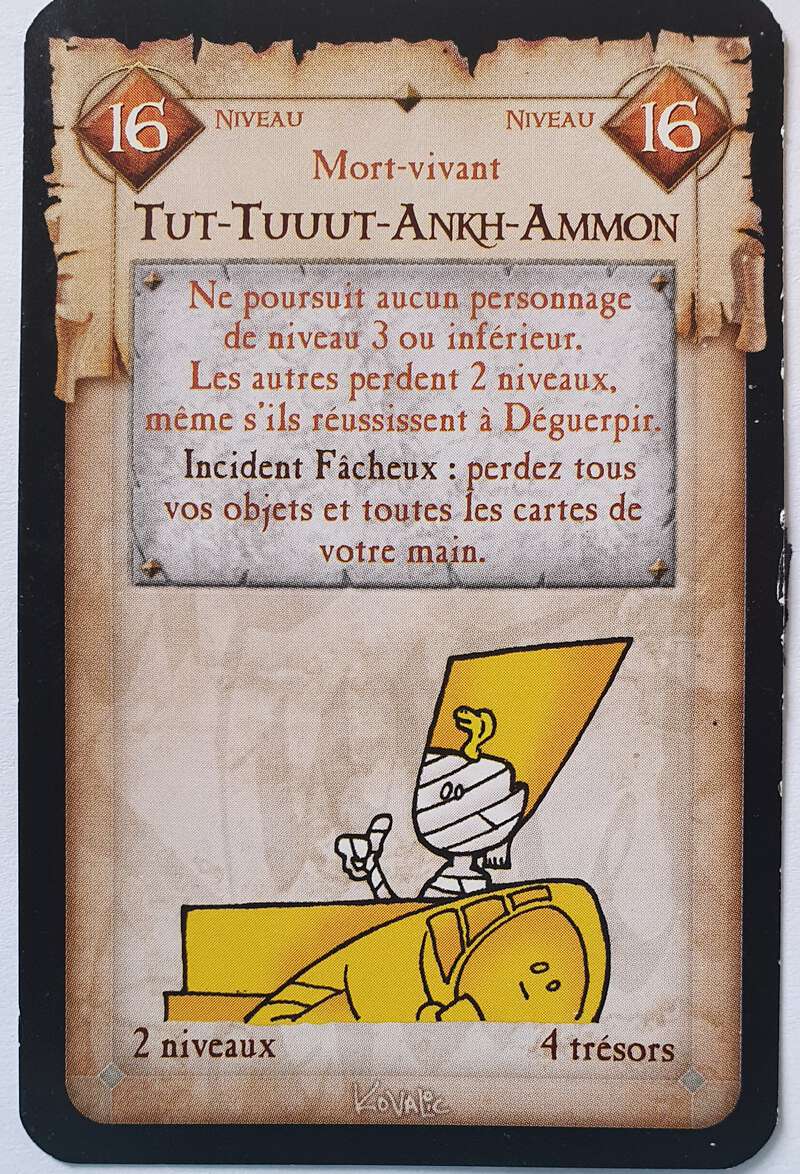 16 Niveau Niveau 16
Mort-vivant
Tut-Tuuut-Ankh-Ammon
Ne poursuit aucun personnage
de niveau 3 ou inférieur.
Les autres perdent 2 niveaux,
même s'ils réussissent à Déguerpir.
Incident Fâcheux : perdez tous
vos objets et toutes les cartes de
votre main.
2 niveaux 4 trésors
Kovalic